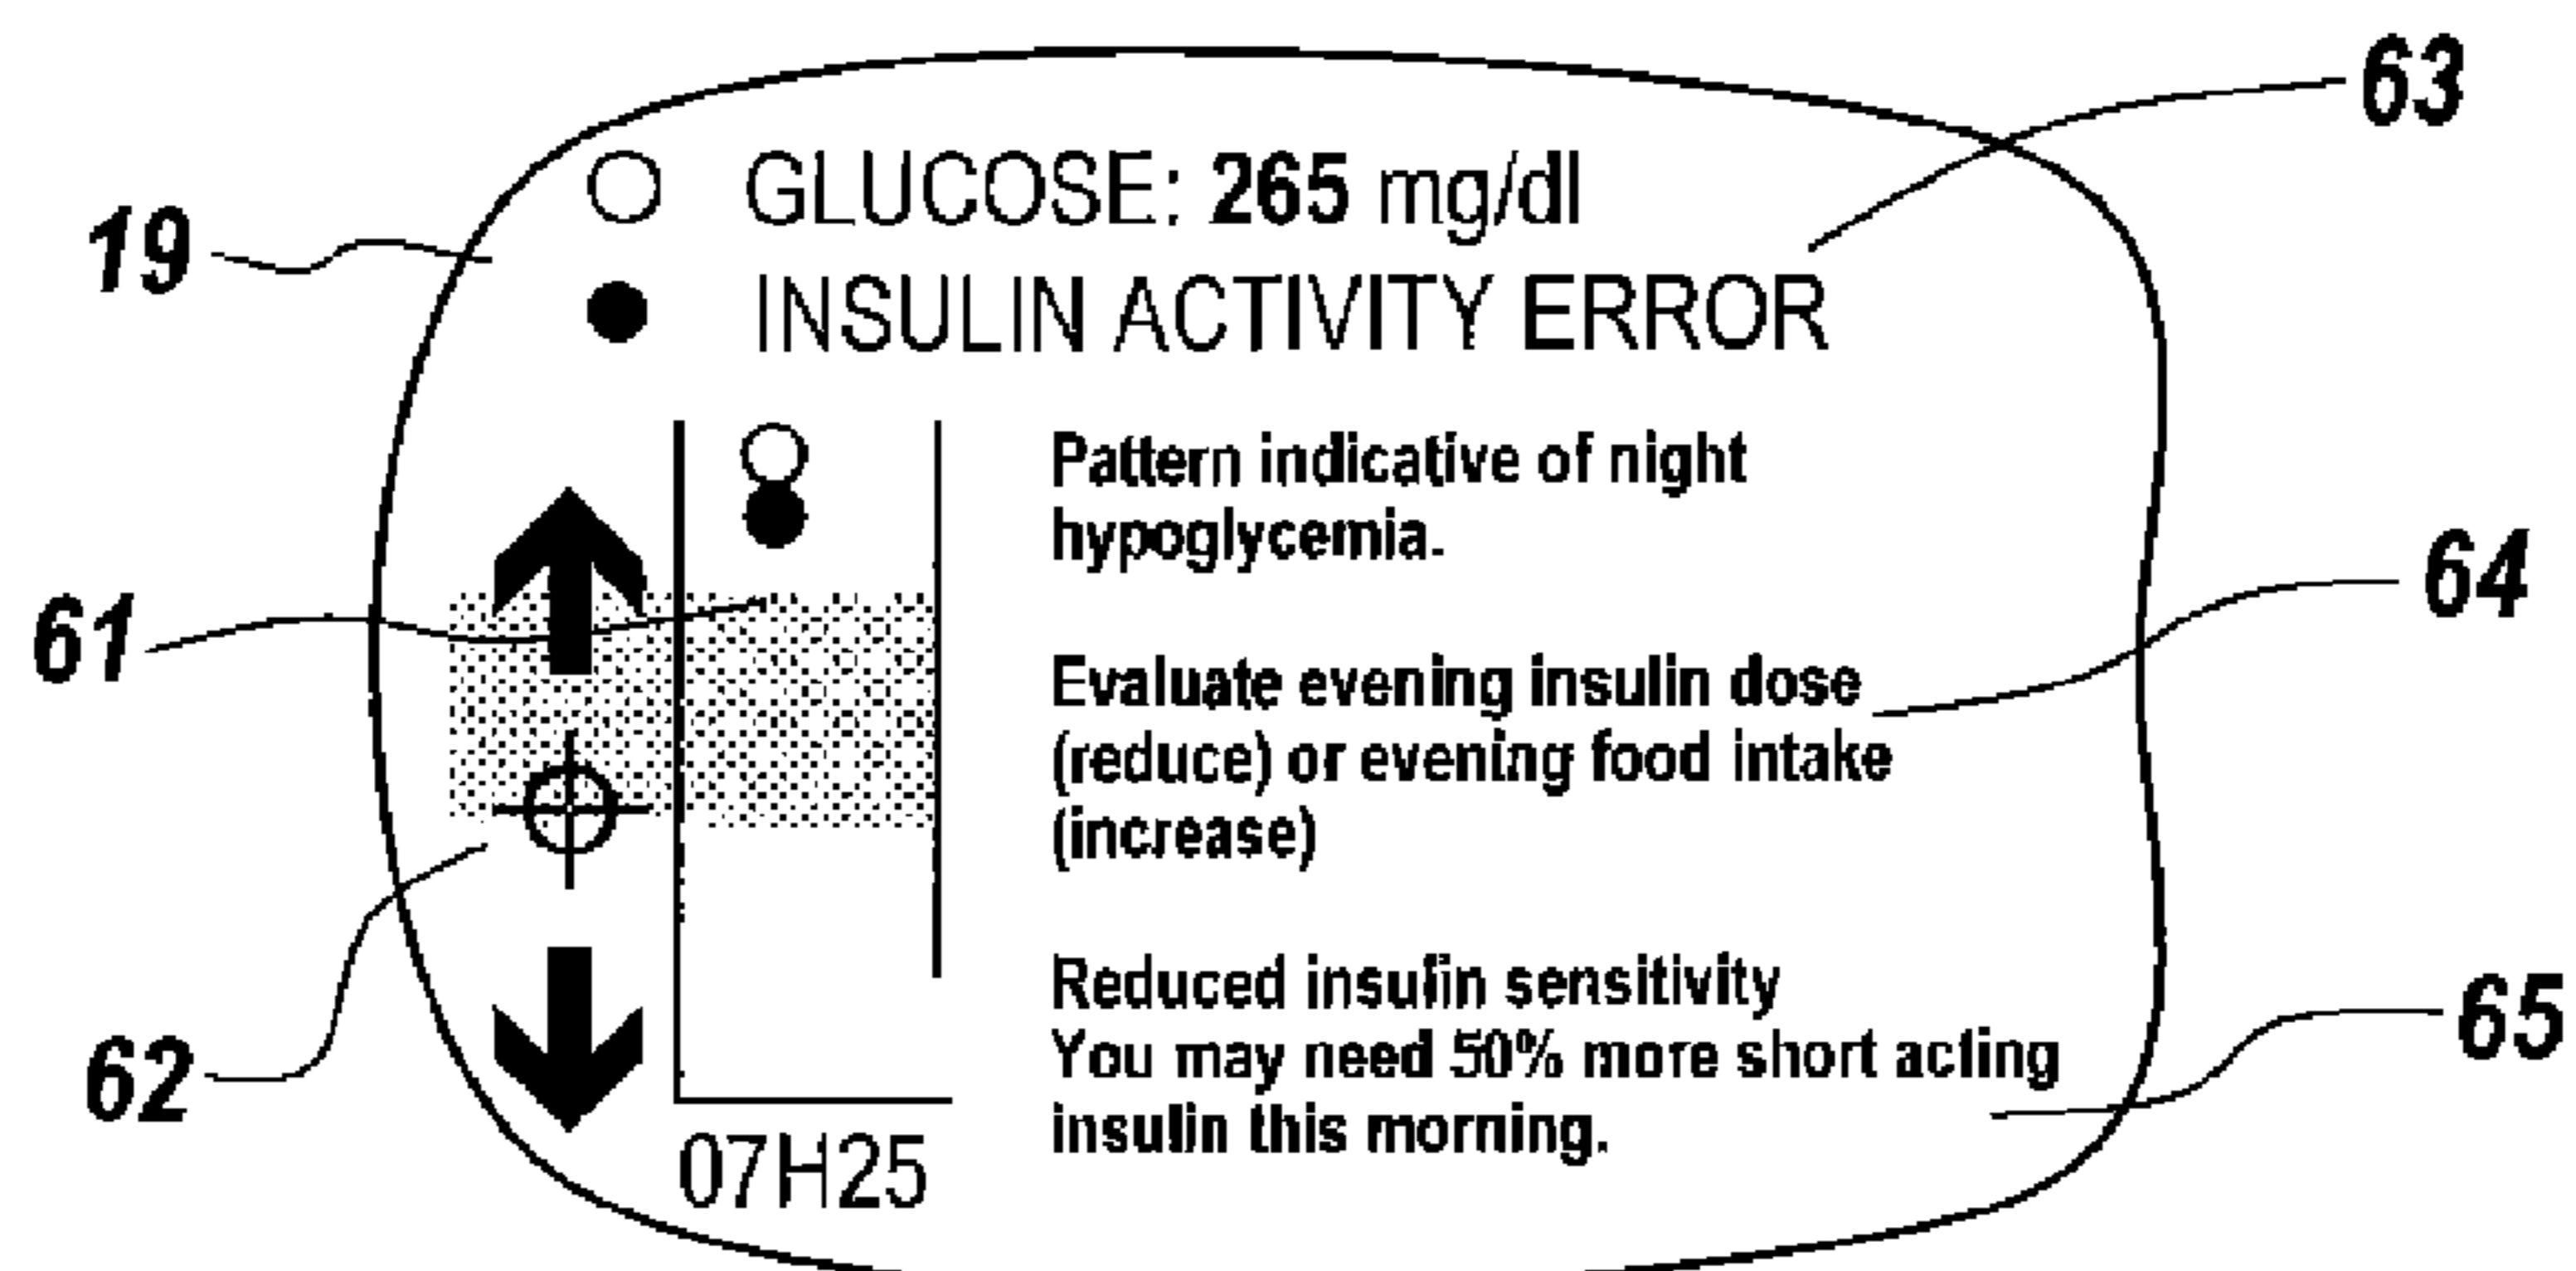 63
GLUCOSE: 265 mg/dl
19
INSULIN ACTIVITY ERROR
Pattern indicative of night
hypoglycemia.
64
61
Evaluate evening insulin dose
(reduce) or evening food intake
(increase)
Reduced insulin sensitivity
65
You may need 50% more short acting
62
insulin this morning.
07H25